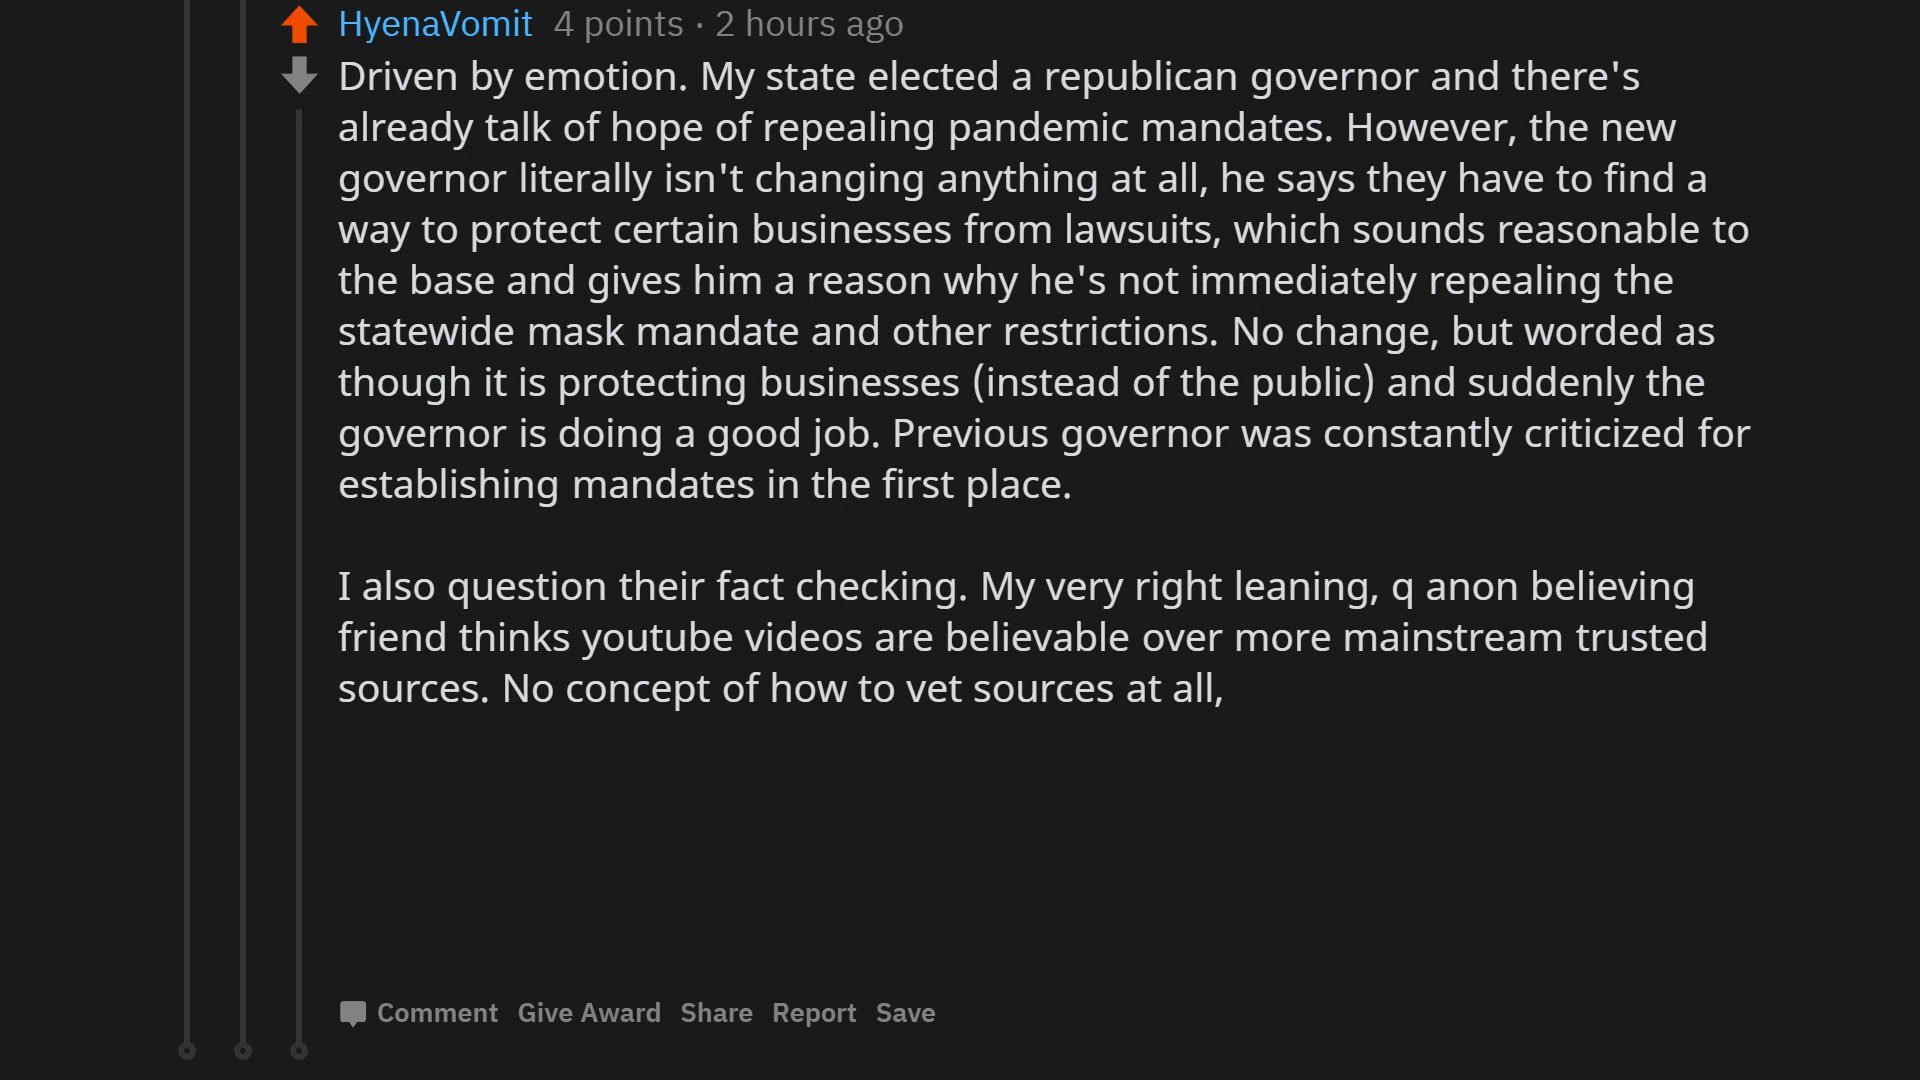 HyenaVomit 4 points · 2 hours ago
Driven by emotion. My state elected a republican governor and there's
already talk of hope of repealing pandemic mandates. However, the new
governor literally isn't changing anything at all, he says they have to find a
way to protect certain businesses from lawsuits, which sounds reasonable to
the base and gives him a reason why he's not immediately repealing the
statewide mask mandate and other restrictions. No change, but worded as
though it is protecting businesses (instead of the public) and suddenly the
governor is doing a good job. Previous governor was constantly criticized for
establishing mandates in the first place.
I also question their fact checking. My very right leaning, q anon believing
friend thinks youtube videos are believable over more mainstream trusted
sources. No concept of how to vet sources at all,
Comment Give Award Share Report Save